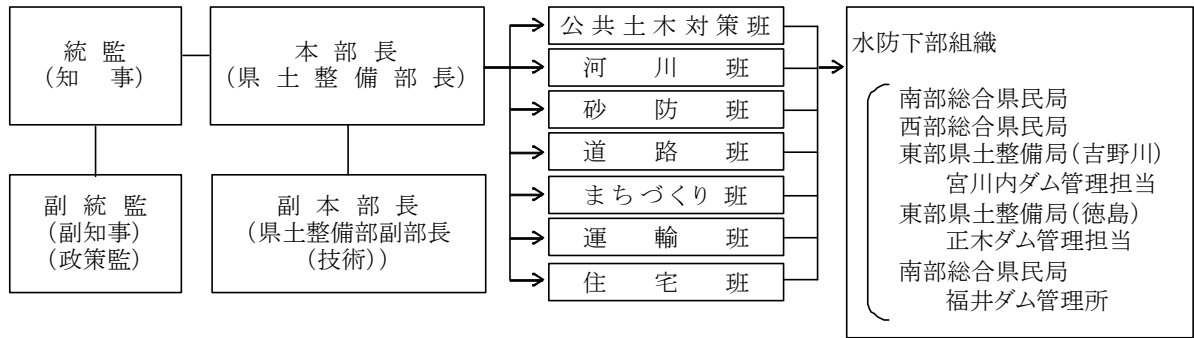 統監
(知 事)
本部長
(県土整備部長)
副統監
(副知事)
(政策監)
副本部長
(県土整備部副部長
(技術))
公共土木対策班
河川班
砂防班
道路班
まちづくり班
運輸班
住宅班
水防下部組織
南部総合県民局
西部総合県民局
東部県土整備局(吉野川)
宮川内ダム管理担当
東部県土整備局(徳島)
正木ダム管理担当
南部総合県民局
福井ダム管理所